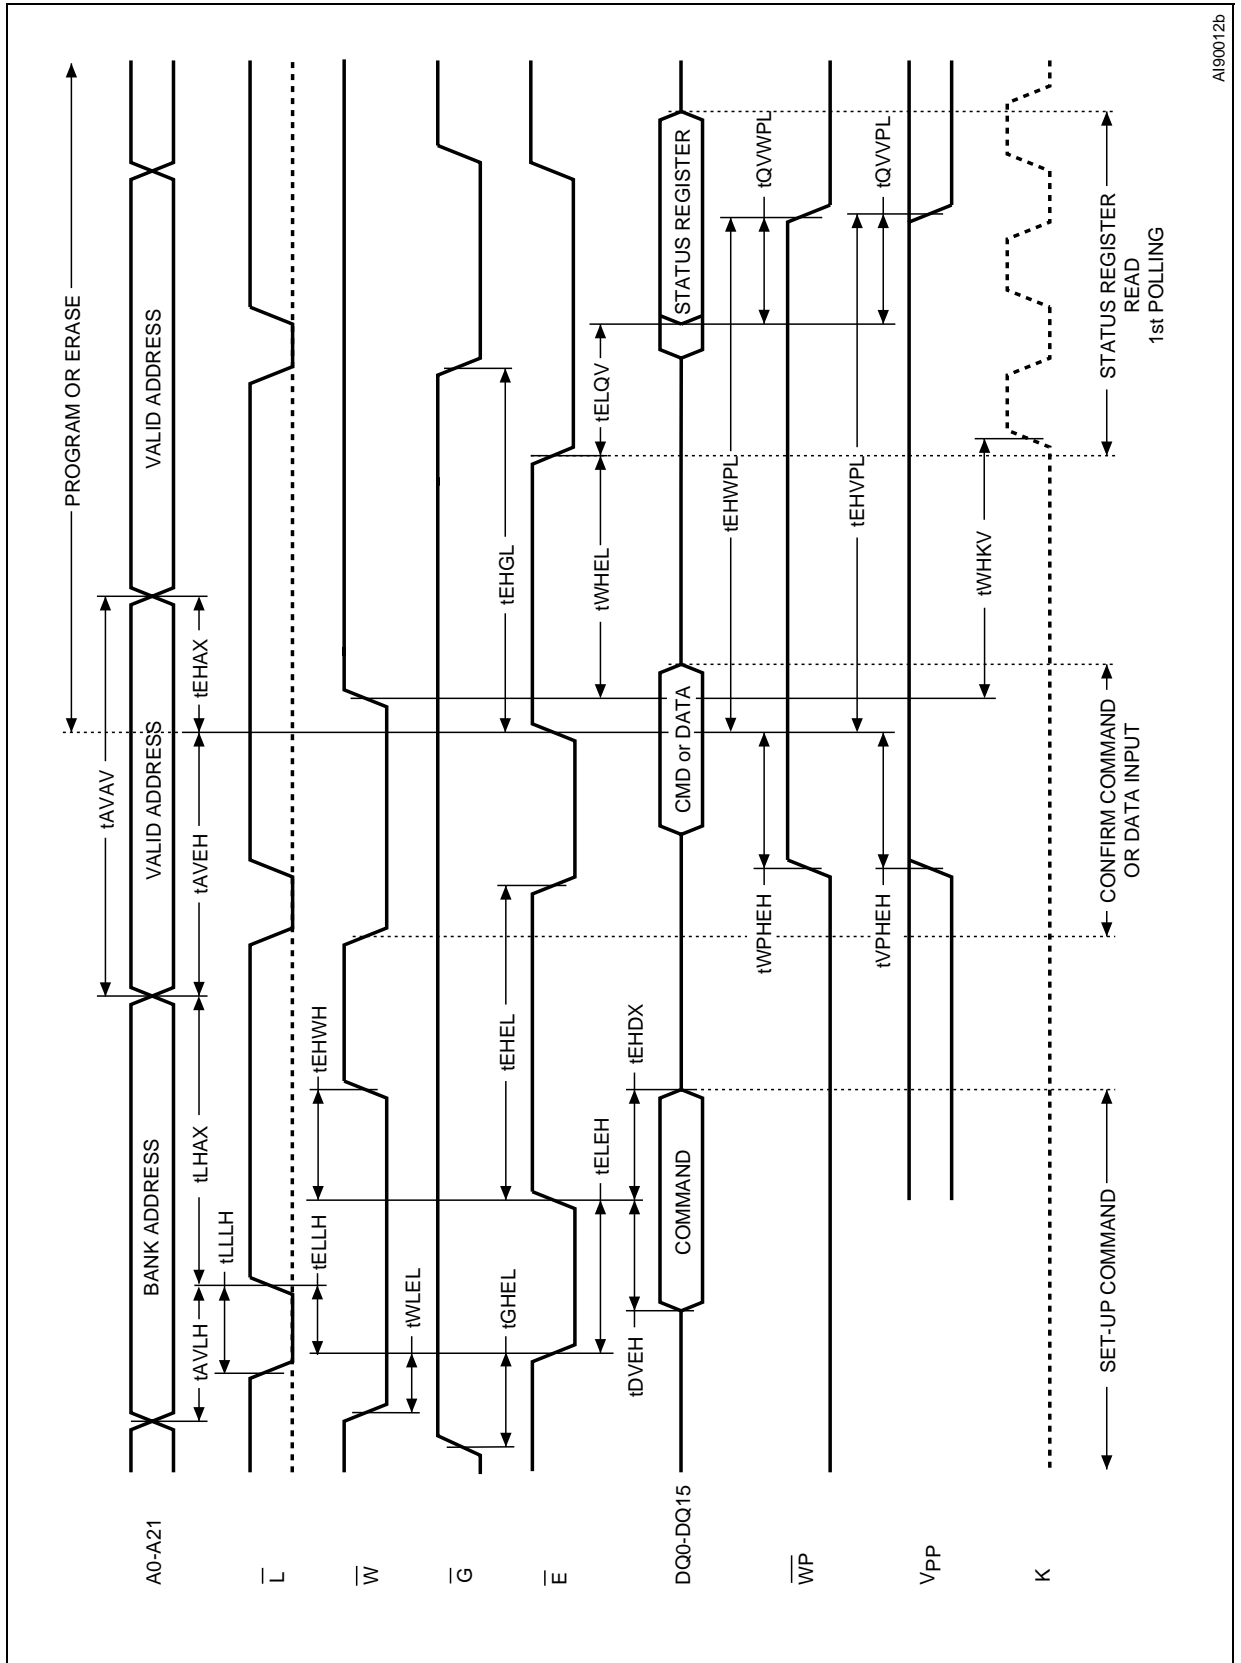 PROGRAM OR ERASE
tAVAV
A0-A21
BANK ADDRESS
VALID ADDRESS
VALID ADDRESS
tAVLH
tLHAX
tAVEH
tEHAX
tLLLH
L
tELLH
tEHWH
W
tWLEL
G
tGHEL
tEHEL
tEHGL
E
tELEH
tWHEL
tELQV
tDVEH
tEHDX
DQ0-DQ15
COMMAND
CMD or DATA
STATUS REGISTER
tEHWPL
tWPHEH
tQVWPL
WP
tEHVPL
tVPHEH
tQVVPL
VPP
tWHKV
K
SET-UP COMMAND
CONFIRM COMMAND
OR DATA INPUT
STATUS REGISTER
READ
1st POLLING
AI90012b